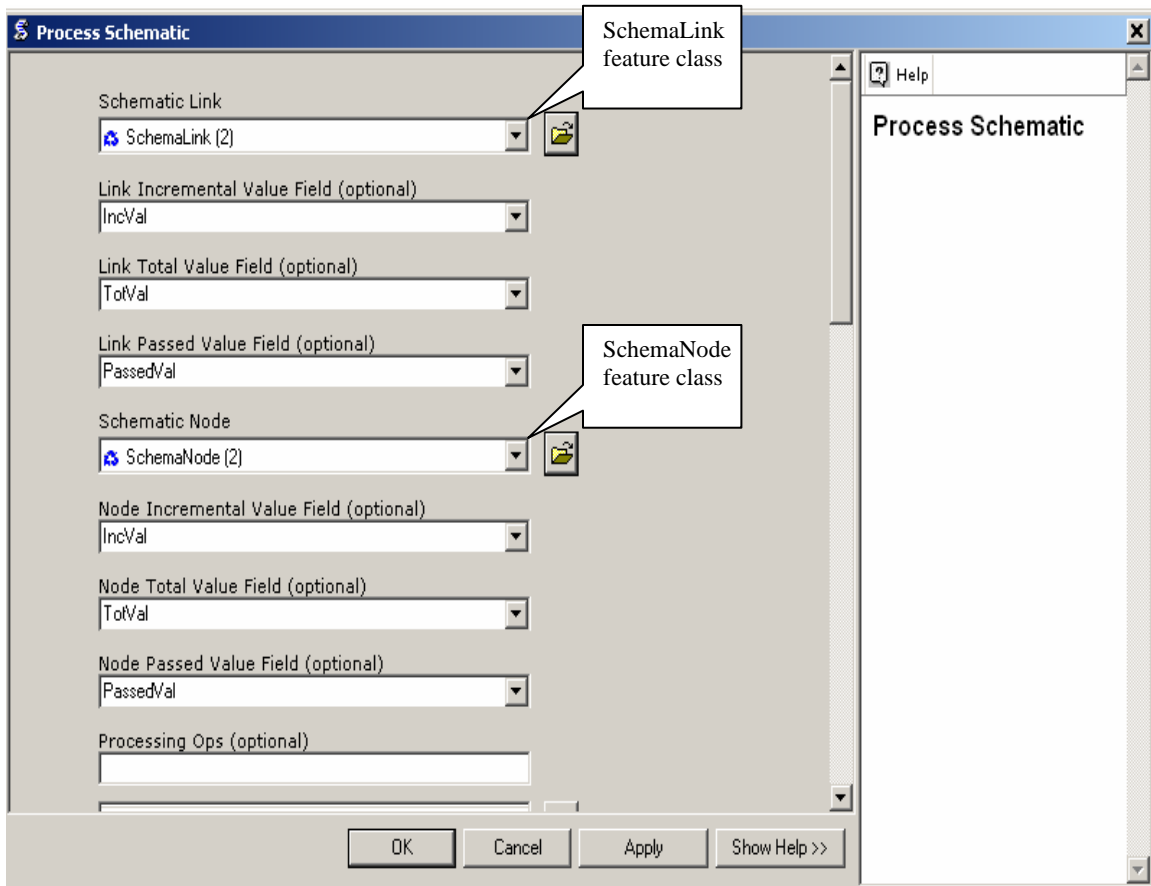 Process Schematic
SchemaLink
feature class
Help
Process Schematic
Schematic Link
SchemaLink (2)
Link Incremental Value Field (optional)
IncVal
Link Total Value Field (optional)
TotVal
Link Passed Value Field (optional)
PassedVal
SchemaNode
feature class
Schematic Node
SchemaNode (2)
Node Incremental Value Field (optional)
IncVal
Node Total Value Field (optional)
TotVal
Node Passed Value Field (optional)
PassedVal
Processing Ops (optional)
OK
Cancel
Apply
Show Help >>